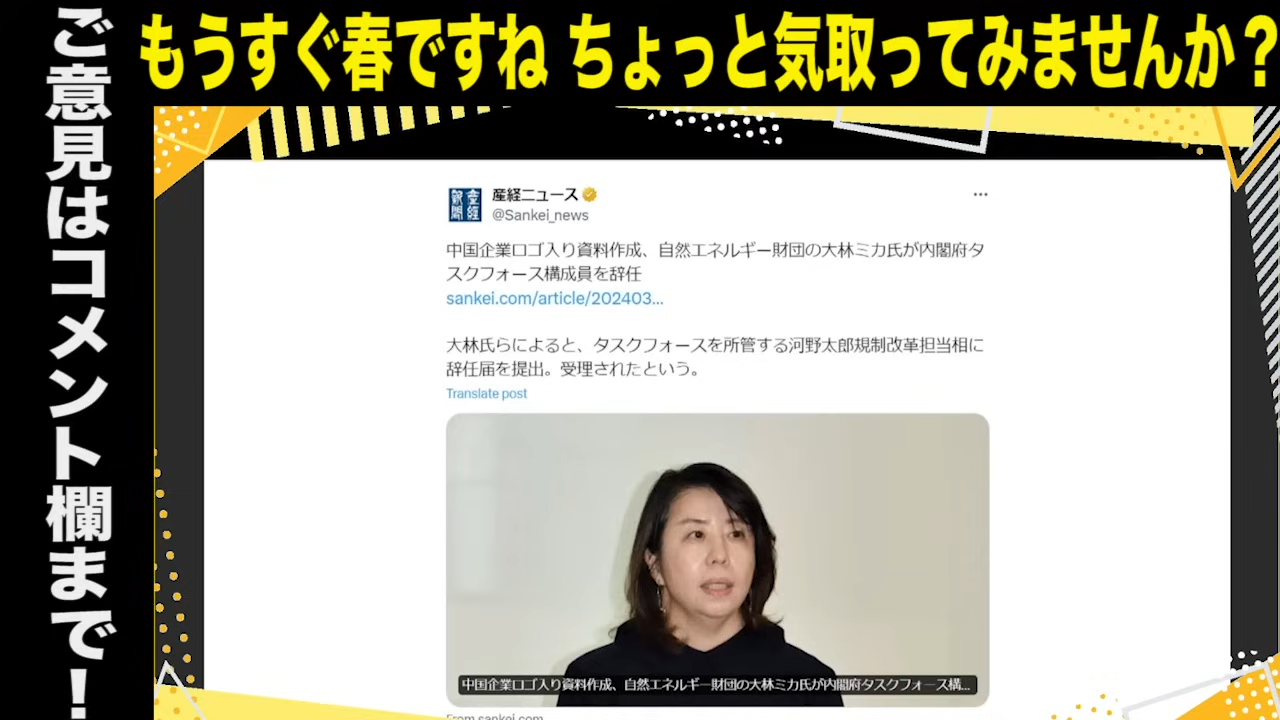 もうすぐ春ですね ちょっと気取ってみませんか?
ご意見はコメント欄まで!
産経新聞
産経ニュース
@Sankei_news
中国企業ロゴ入り資料作成、自然エネルギー財団の大林ミカ氏が内閣府タ
スクフォース構成員を辞任
sankei.com/article/202403...
大林氏らによると、タスクフォースを所管する河野太郎規制改革担当相に
辞任届を提出。受理されたという。
Translate post
中国企業ロゴ入り資料作成、自然エネルギー財団の大林ミカ氏が内閣府タスクフォース構...
From sankei.com